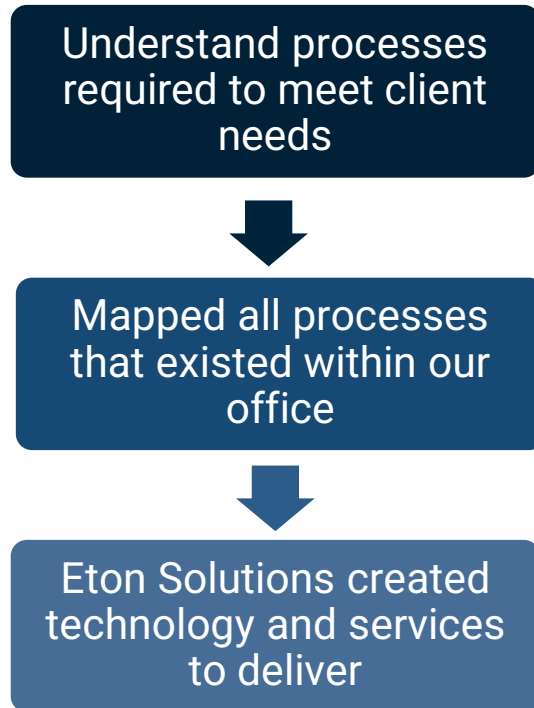 Understand processes
required to meet client
needs
Mapped all processes
that existed within our
office
Eton Solutions created
technology and services
to deliver